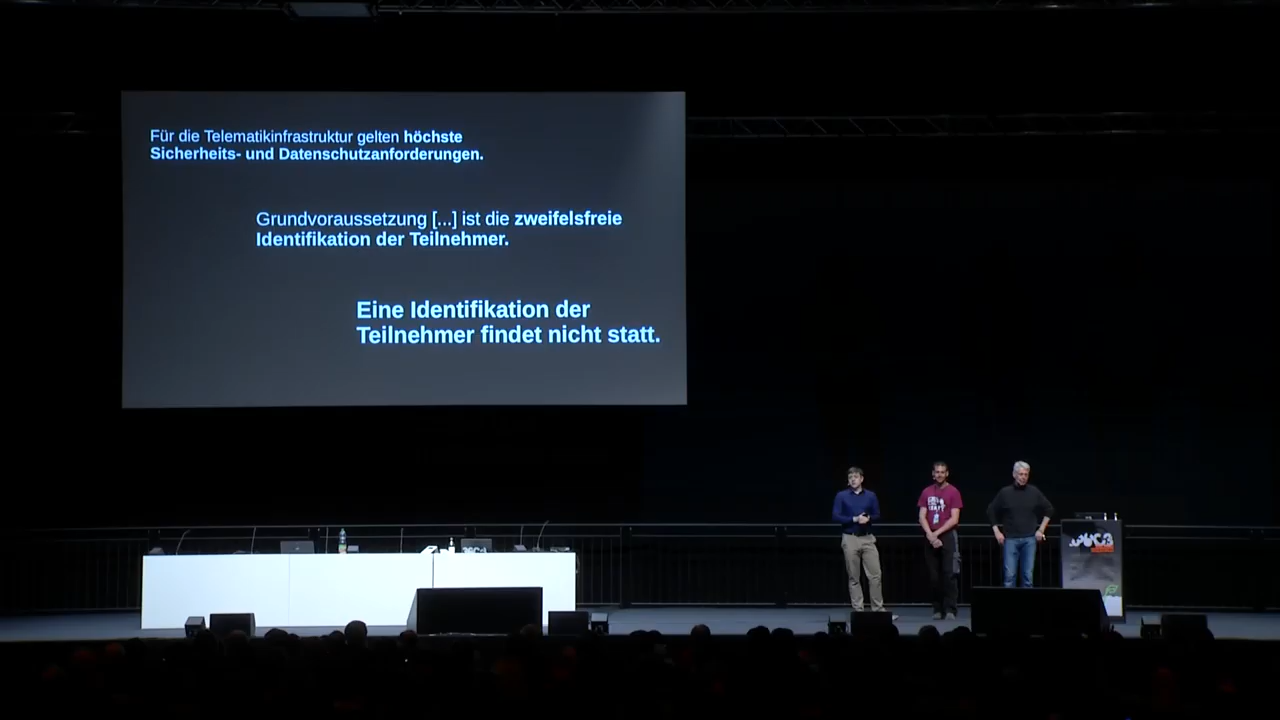 Für die Telematikinfrastruktur gelten höchste
Sicherheits- und Datenschutzanforderungen.
Grundvoraussetzung [...] ist die zweifelsfreie
Identifikation der Teilnehmer.
Eine Identifikation der
Teilnehmer findet nicht statt.